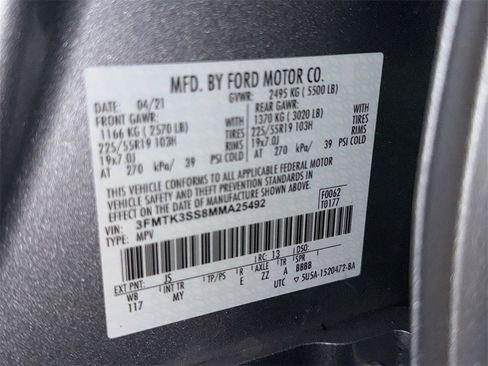 MFD. BY FORD MOTOR CO.
DATE: 04/21 GVWR: 2495 KG ( 5500 LB)
FRONT GAWR: REAR GAWR:
1166 KG ( 2570 LB) WITH 1370 KG ( 3020 LB) WITH
225/55R19 103H TIRES 225/55R19 103H TIRES
19x7.0J RIMS 19x7.0J RIMS
AT 270 kPa/ 39 PSI COLD AT 270 kPa/ 39 PSI COLD
THIS VEHICLE CONFORMS TO ALL APPLICABLE FEDERAL MOTOR
VEHICLE SAFETY AND THEFT PREVENTION STANDARDS IN
EFFECT ON THE DATE OF MANUFACTURE SHOWN ABOVE.
VIN: 3FMTK3SS8MMA25492 F0062
TYPE: MPV T0177
EXT PNT: JS RC: 13 DSO:
WB INT TR TP/PS R AXLE A SPR
117 MY E ZZ A BBBB
UTC 5U5A-1520472-BA